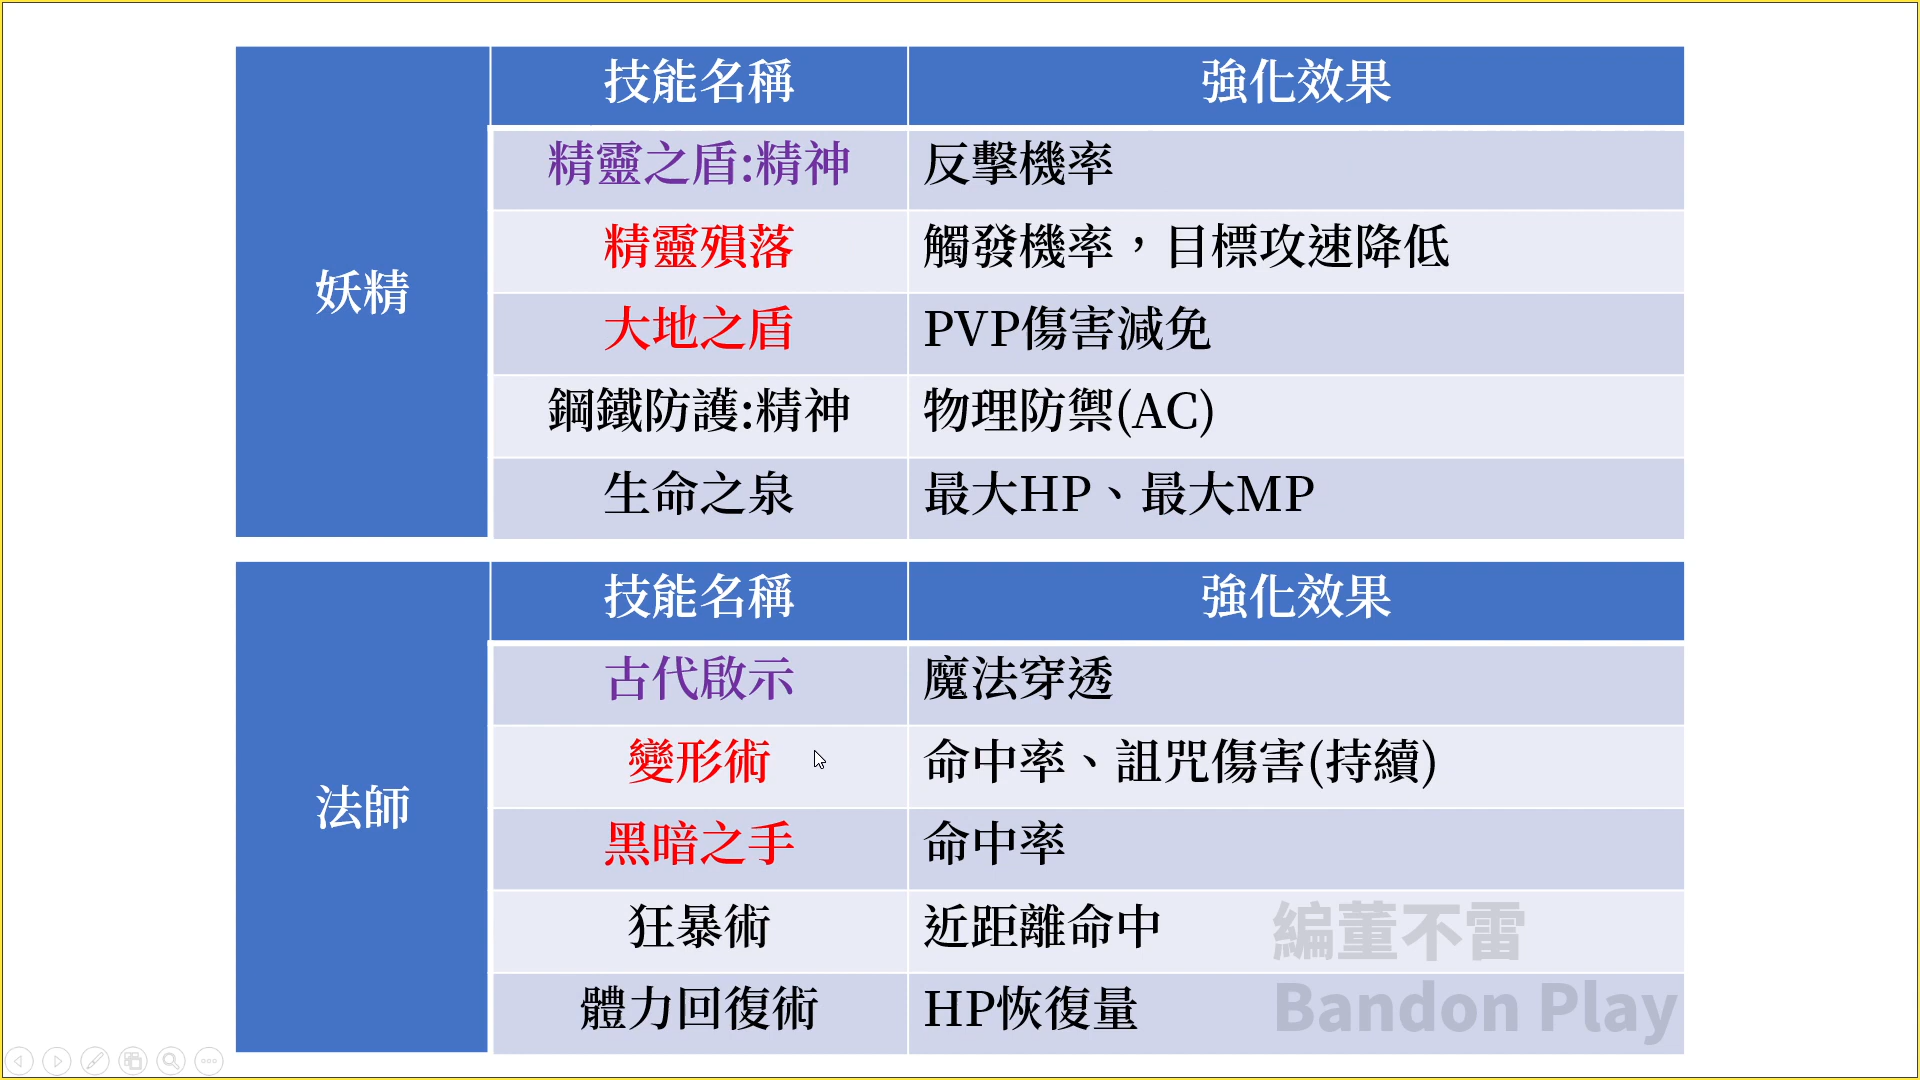 技能名稱 強化效果
精靈之盾:精神 反擊機率
精靈殞落 觸發機率，目標攻速降低
妖精
大地之盾 PVP傷害減免
鋼鐵防護:精神 物理防禦(AC)
生命之泉 最大HP、最大MP
技能名稱 強化效果
古代啟示 魔法穿透
變形術 命中率、詛咒傷害(持續)
法師
黑暗之手 命中率
狂暴術 近距離命中
體力回復術 HP恢復量
編董不雷
Bandon Play